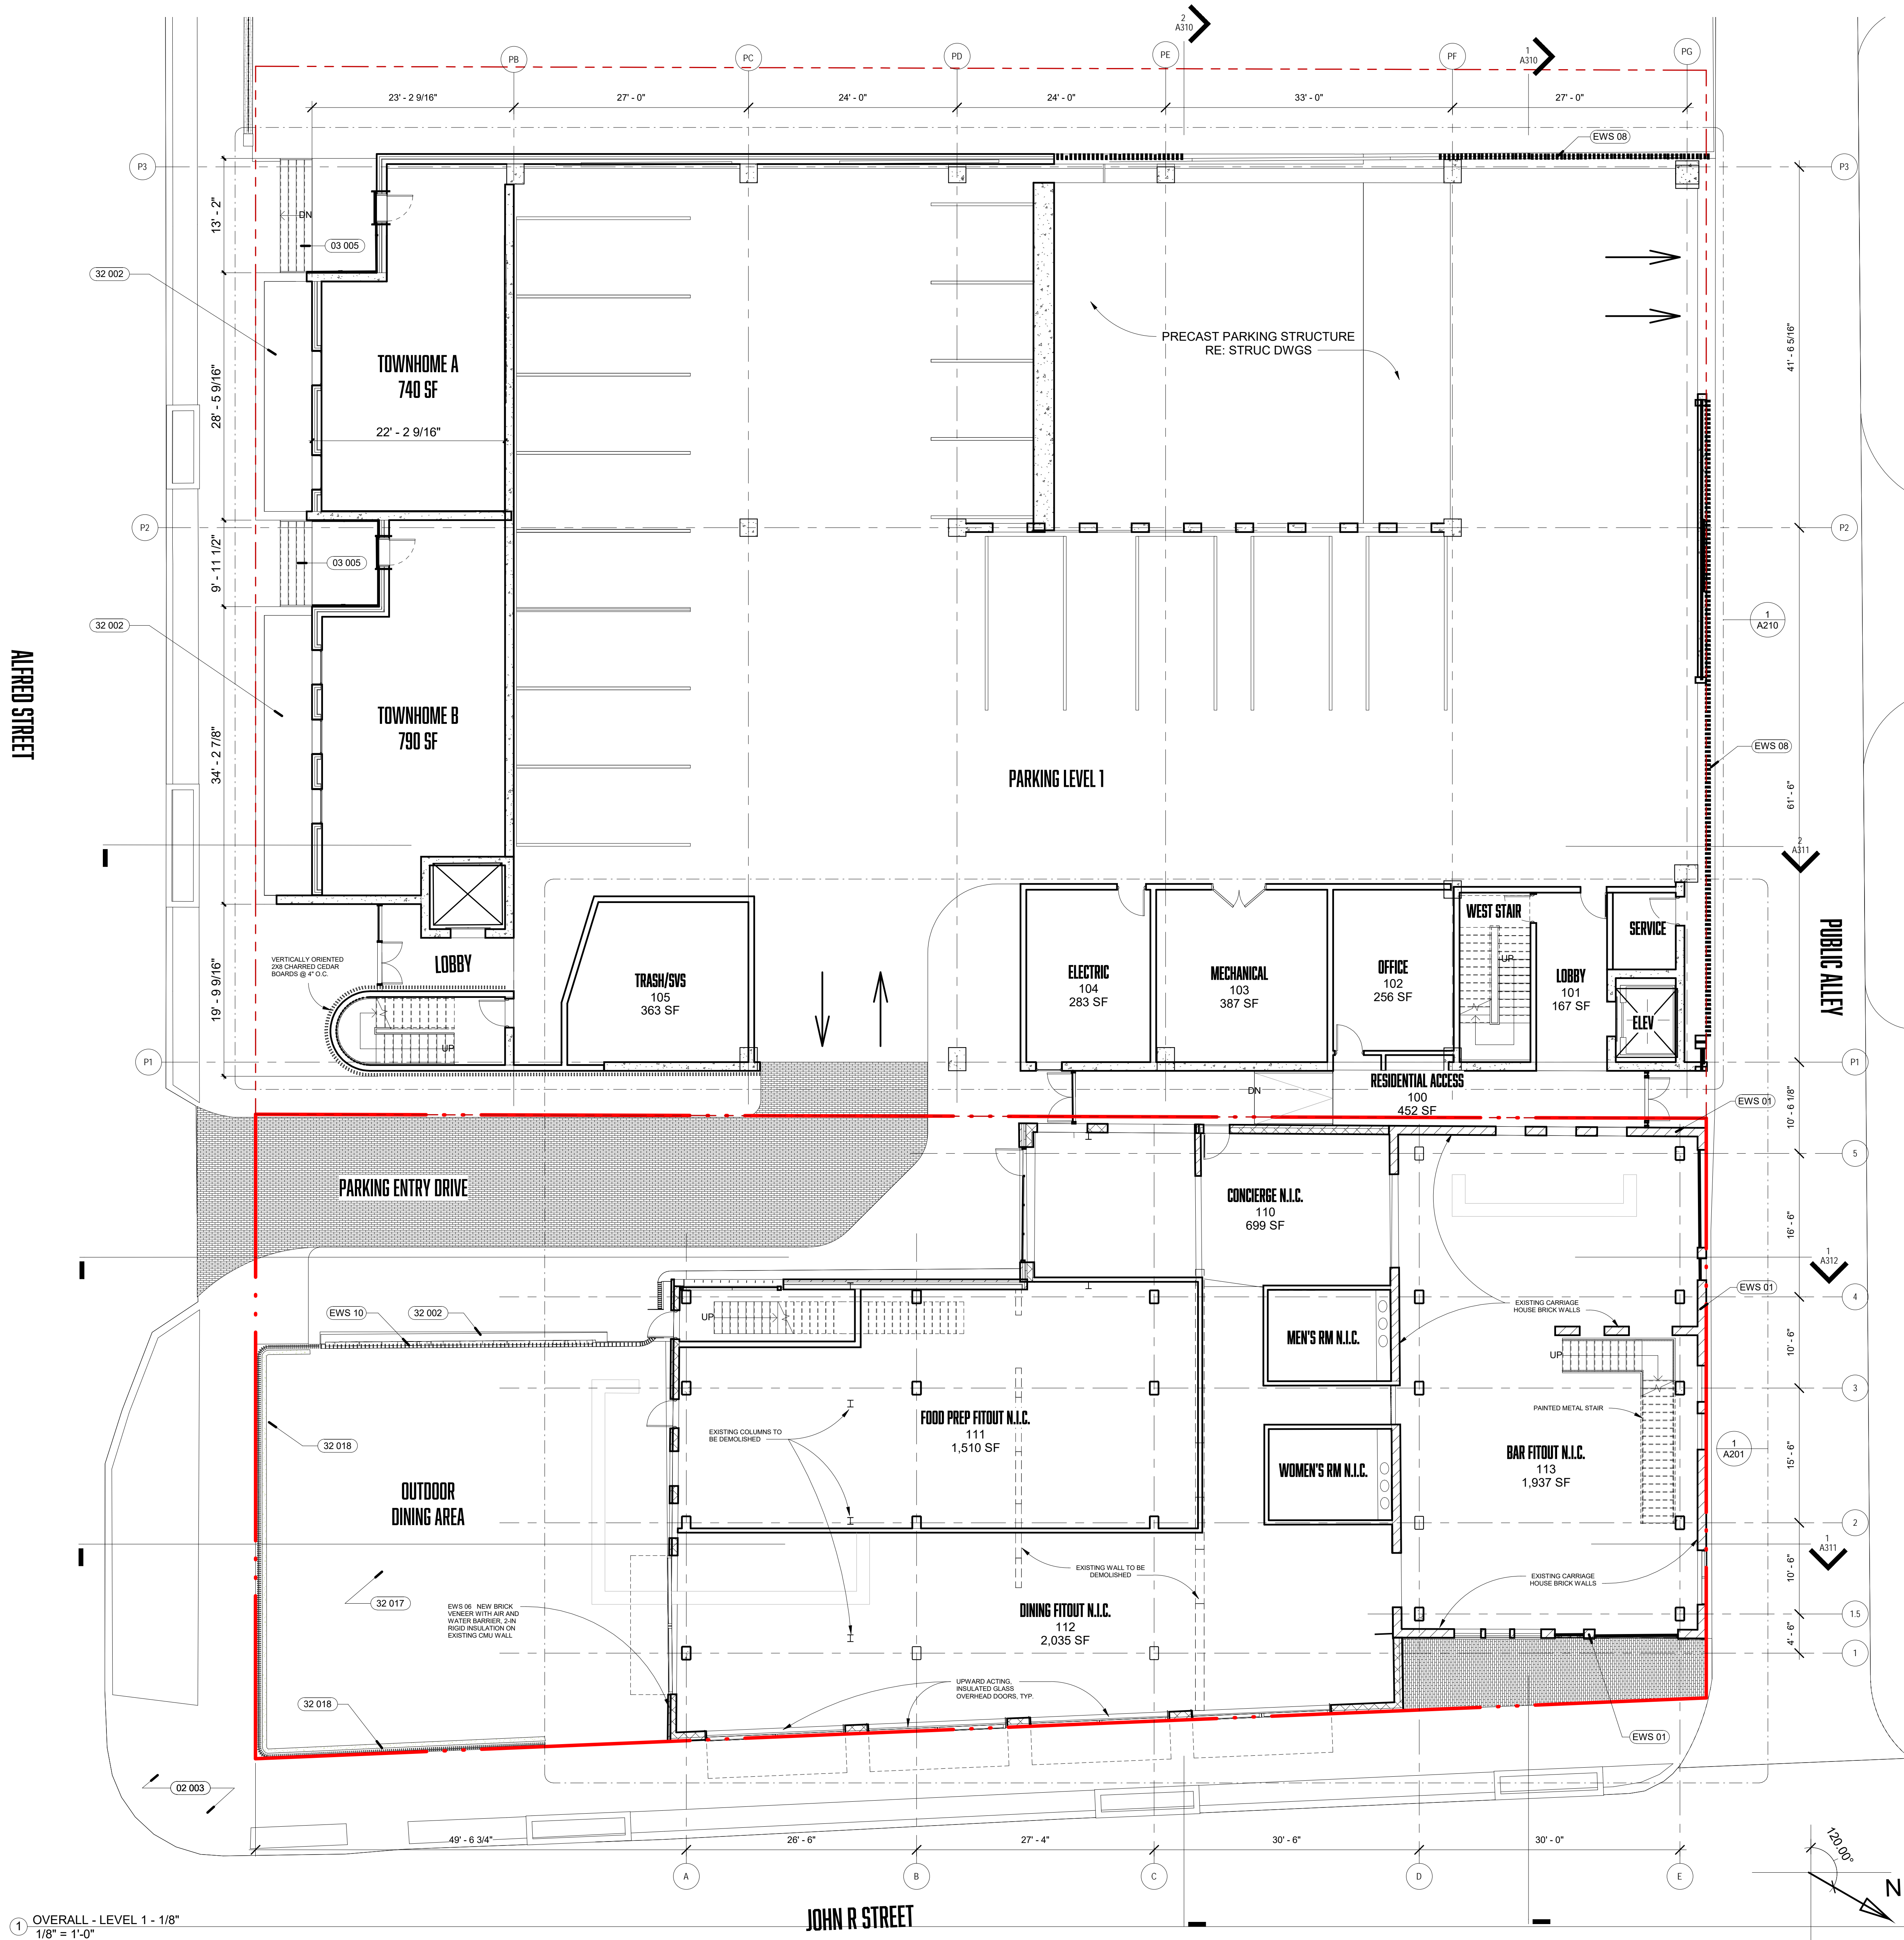 2
A310
1
A310
PB
PC
PD
PE
PF
PG
23' - 2 9/16"
27' - 0"
24' - 0"
24' - 0"
33' - 0"
27' - 0"
EWS 08
P3
P3
13' - 2"
DN
03 005
32 002
28' - 5 9/16"
TOWNHOME A
740 SF
22' - 2 9/16"
PRECAST PARKING STRUCTURE
RE: STRUC DWGS
41' - 6 5/16"
P2
P2
9' - 11 1/2"
03 005
32 002
1
A210
ALFRED STREET
34' - 2 7/8"
TOWNHOME B
790 SF
PARKING LEVEL 1
EWS 08
61' - 6"
2
A311
PUBLIC ALLEY
19' - 9 9/16"
VERTICALLY ORIENTED
2X8 CHARRED CEDAR
BOARDS @ 4" O.C.
LOBBY
UP
TRASH/SVS
105
363 SF
ELECTRIC
104
283 SF
MECHANICAL
103
387 SF
OFFICE
102
256 SF
WEST STAIR
UP
LOBBY
101
167 SF
SERVICE
ELEV
P1
P1
DN
RESIDENTIAL ACCESS
100
452 SF
EWS 01
10' - 6 1/8"
5
PARKING ENTRY DRIVE
CONCIERGE N.I.C.
110
699 SF
16' - 6"
1
A312
EWS 01
4
EWS 10
32 002
UP
EXISTING CARRIAGE
HOUSE BRICK WALLS
MEN'S RM N.I.C.
UP
10' - 6"
3
PAINTED METAL STAIR
EXISTING COLUMNS TO
BE DEMOLISHED
FOOD PREP FITOUT N.I.C.
111
1,510 SF
32 018
WOMEN'S RM N.I.C.
BAR FITOUT N.I.C.
113
1,937 SF
1
A201
15' - 6"
OUTDOOR
DINING AREA
2
1
A311
EXISTING WALL TO BE
DEMOLISHED
EXISTING CARRIAGE
HOUSE BRICK WALLS
10' - 6"
32 017
EWS 06 NEW BRICK
VENEER WITH AIR AND
WATER BARRIER, 2-IN
RIGID INSULATION ON
EXISTING CMU WALL
DINING FITOUT N.I.C.
112
2,035 SF
1.5
4' - 6"
1
UPWARD ACTING,
INSULATED GLASS
OVERHEAD DOORS, TYP.
32 018
EWS 01
02 003
49' - 6 3/4"
26' - 6"
27' - 4"
30' - 6"
30' - 0"
A
B
C
D
E
120.00°
N
JOHN R STREET
1
OVERALL - LEVEL 1 - 1/8"
1/8" = 1'-0"